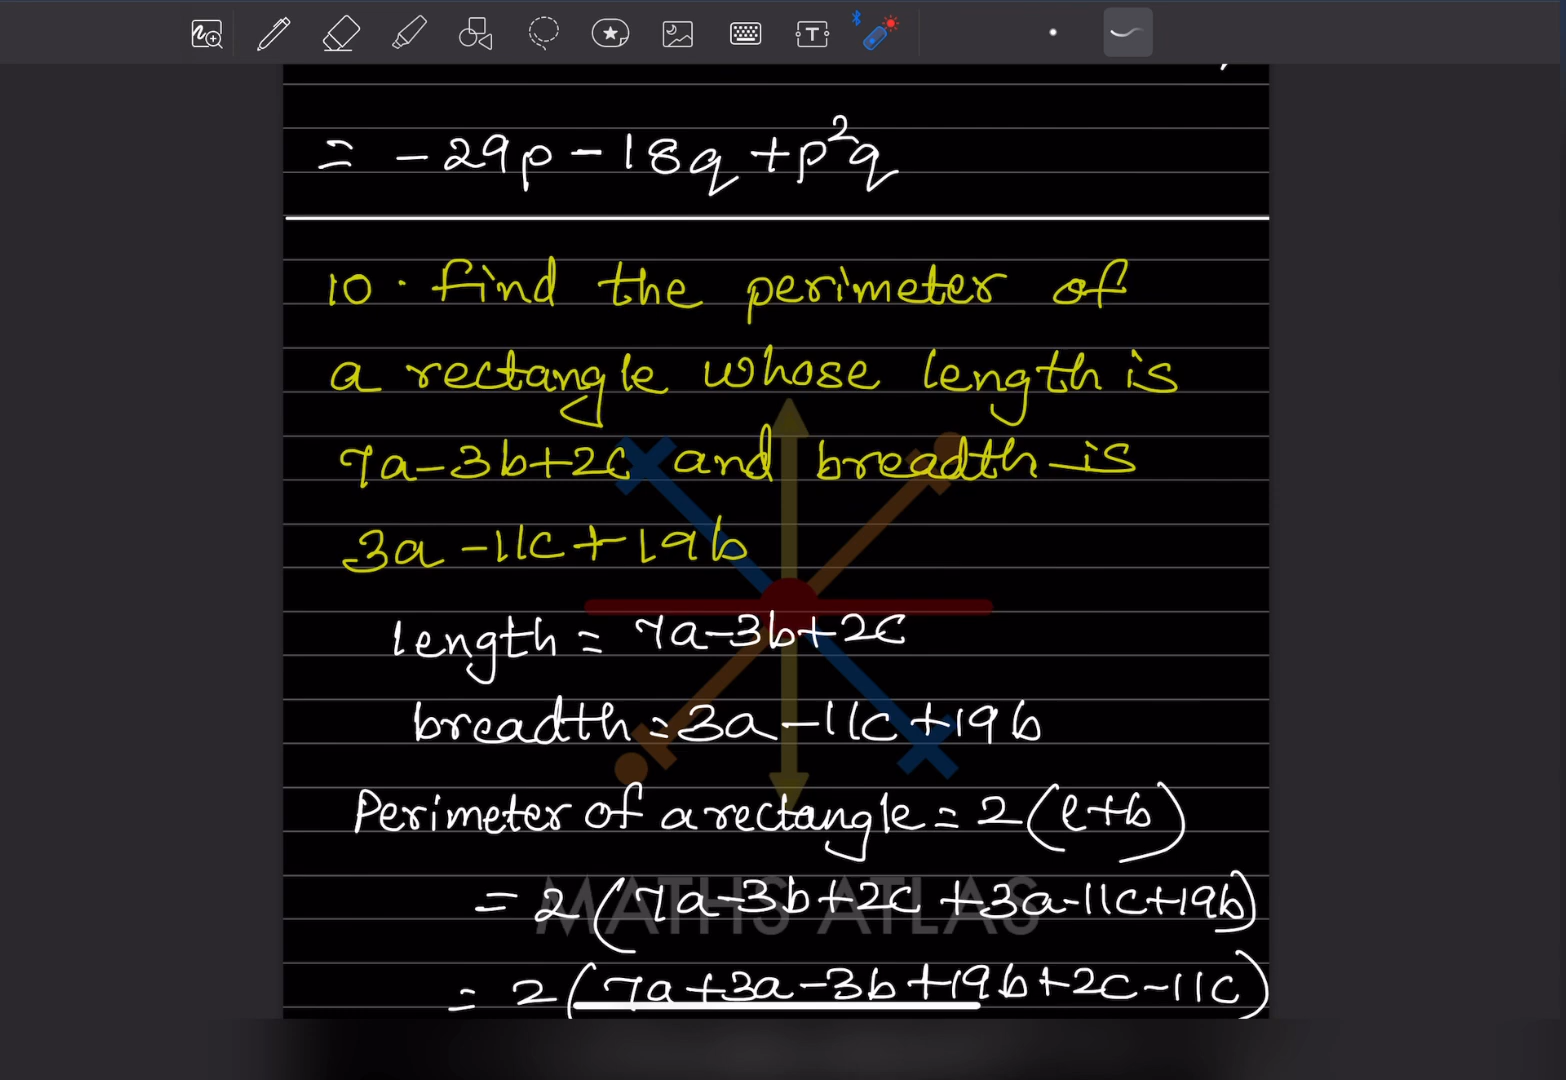 = -29p-18q+p²q
10. find the perimeter of
a rectangle whose length is
7a-3b+2c and breadth is
3a-11c+19b
length = 7a-3b+2c
breadth = 3a-11c+19b
Perimeter of a rectangle = 2(l+b)
= 2(7a-3b+2c+3a-11c+19b)
= 2(7a+3a-3b+19b+2c-11c)
MATHS ATLAS